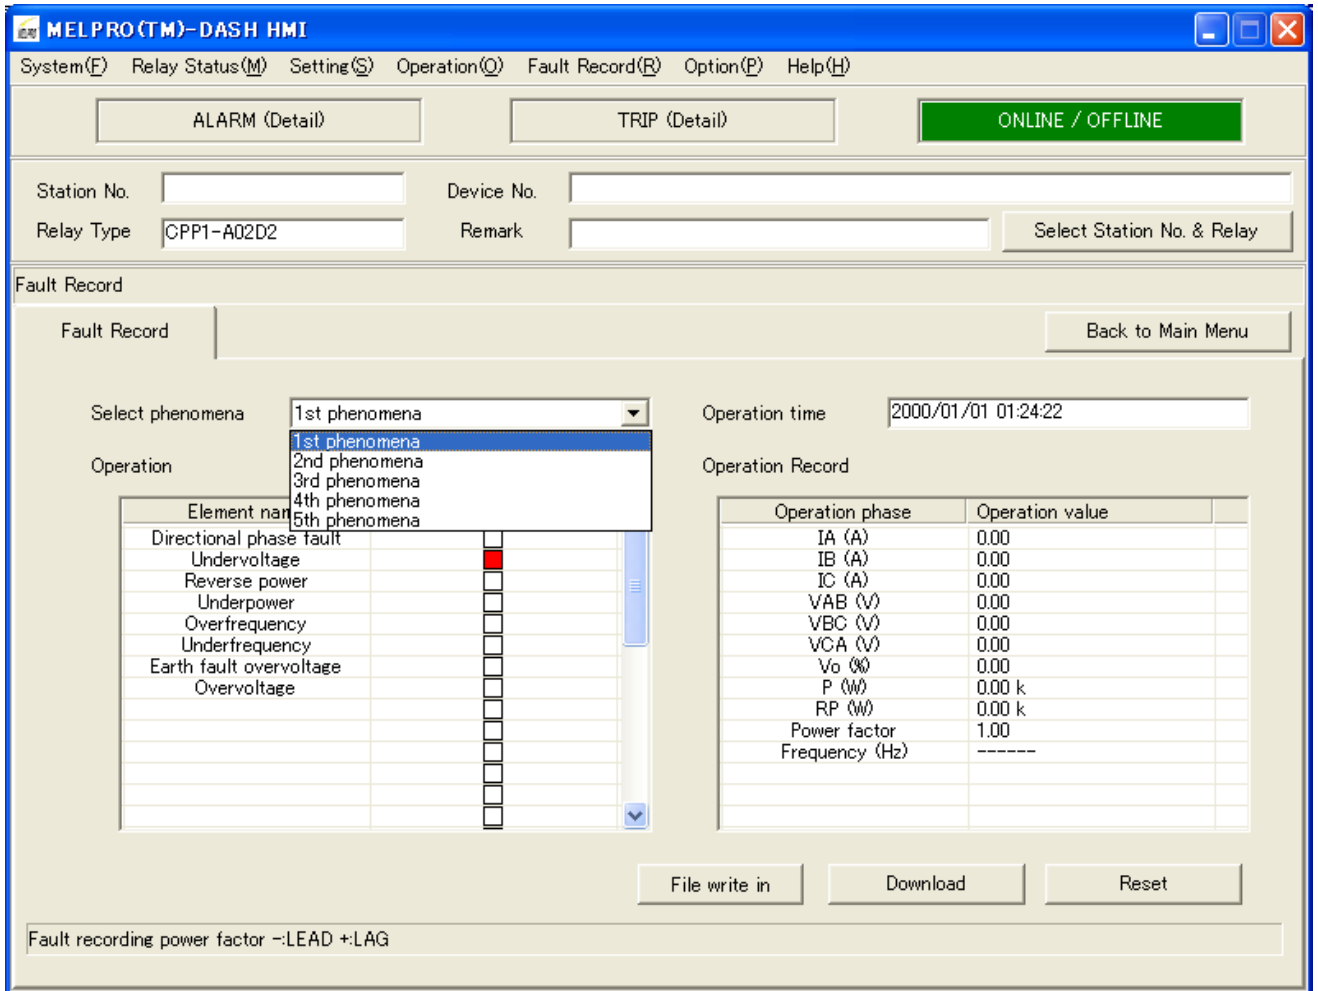 MELPRO(TM)-DASH HMI
System(F) Relay Status(M) Setting(S) Operation(O) Fault Record(R) Option(P) Help(H)
ALARM (Detail) TRIP (Detail) ONLINE / OFFLINE
Station No. Device No.
Relay Type CPP1-A02D2 Remark Select Station No. & Relay
Fault Record
Fault Record Back to Main Menu
Select phenomena 1st phenomena Operation time 2000/01/01 01:24:22
1st phenomena
2nd phenomena
3rd phenomena
4th phenomena
5th phenomena
Operation Operation Record
Element Operation phase Operation value
Directional phase fault IA (A) 0.00
Undervoltage IB (A) 0.00
Reverse power IC (A) 0.00
Underpower VAB (V) 0.00
Overfrequency VBC (V) 0.00
Underfrequency VCA (V) 0.00
Earth fault overvoltage Vo (%) 0.00
Overvoltage P (W) 0.00 k
RP (W) 0.00 k
Power factor 1.00
Frequency (Hz) ------
File write in Download Reset
Fault recording power factor -:LEAD +:LAG